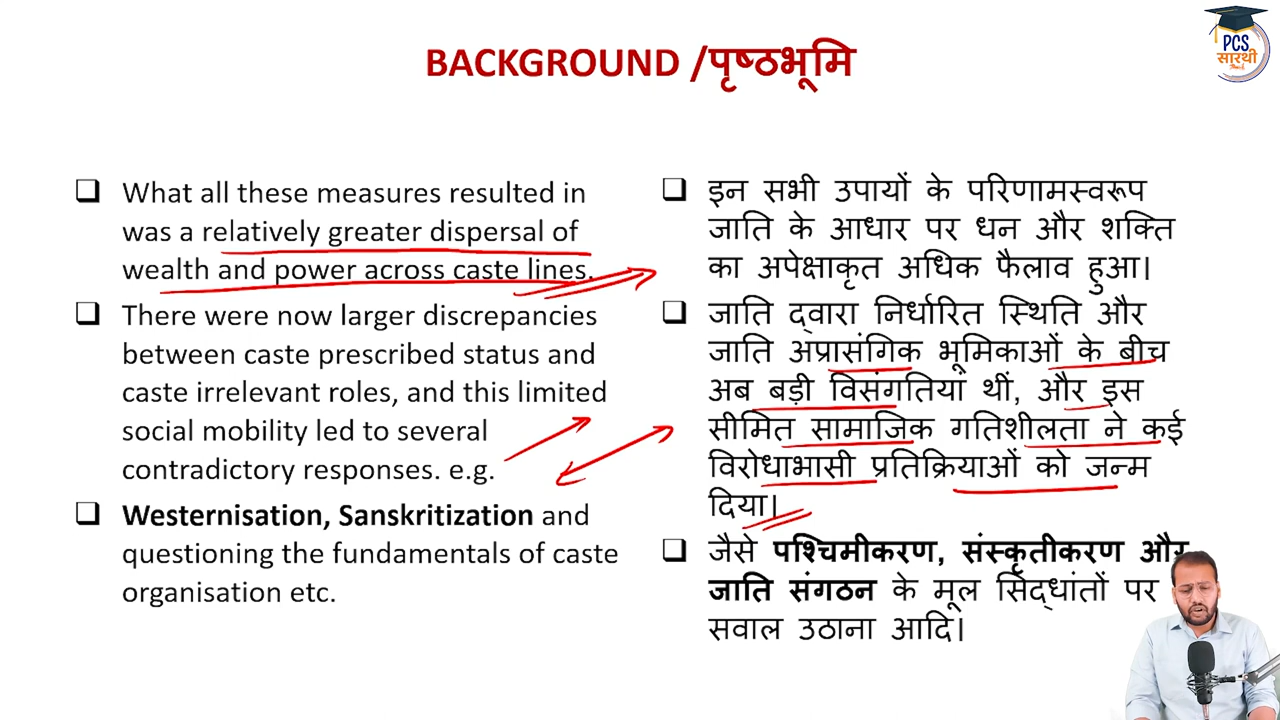 BACKGROUND /पृष्ठभूमि
PCS
सारथी
What all these measures resulted in
was a relatively greater dispersal of
wealth and power across caste lines.
There were now larger discrepancies
between caste prescribed status and
caste irrelevant roles, and this limited
social mobility led to several
contradictory responses. e.g.
Westernisation, Sanskritization and
questioning the fundamentals of caste
organisation etc.
इन सभी उपायों के परिणामस्वरूप
जाति के आधार पर धन और शक्ति
का अपेक्षाकृत अधिक फैलाव हुआ।
जाति द्वारा निर्धारित स्थिति और
जाति अप्रासंगिक भूमिकाओं के बीच
अब बड़ी विसंगतियां थीं, और इस
सीमित सामाजिक गतिशीलता ने कई
विरोधाभासी प्रतिक्रियाओं को जन्म
दिया।
जैसे पश्चिमीकरण, संस्कृतीकरण और
जाति संगठन के मूल सिद्धांतों पर
सवाल उठाना आदि।